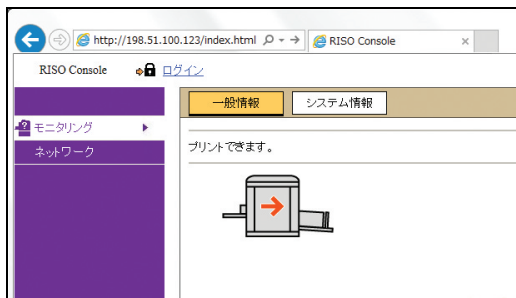 http://198.51.100.123/index.html
RISO Console
RISO Console
ログイン
一般情報
システム情報
モニタリング
ネットワーク
プリントできます。